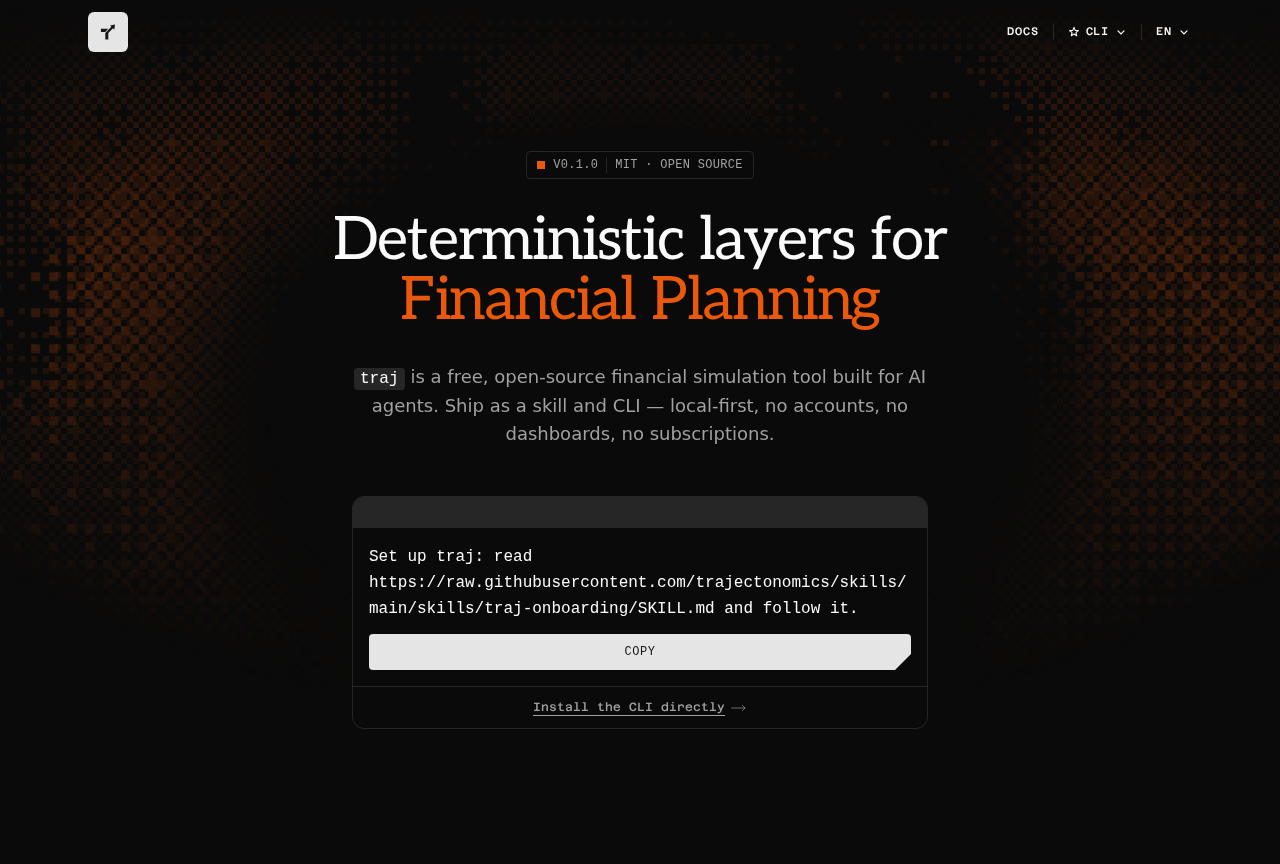 DOCS
CLI
EN
V0.1.0 MIT · OPEN SOURCE
Deterministic layers for
Financial Planning
traj is a free, open-source financial simulation tool built for AI
agents. Ship as a skill and CLI — local-first, no accounts, no
dashboards, no subscriptions.
Set up traj: read
https://raw.githubusercontent.com/trajectonomics/skills/
main/skills/traj-onboarding/SKILL.md and follow it.
COPY
Install the CLI directly →